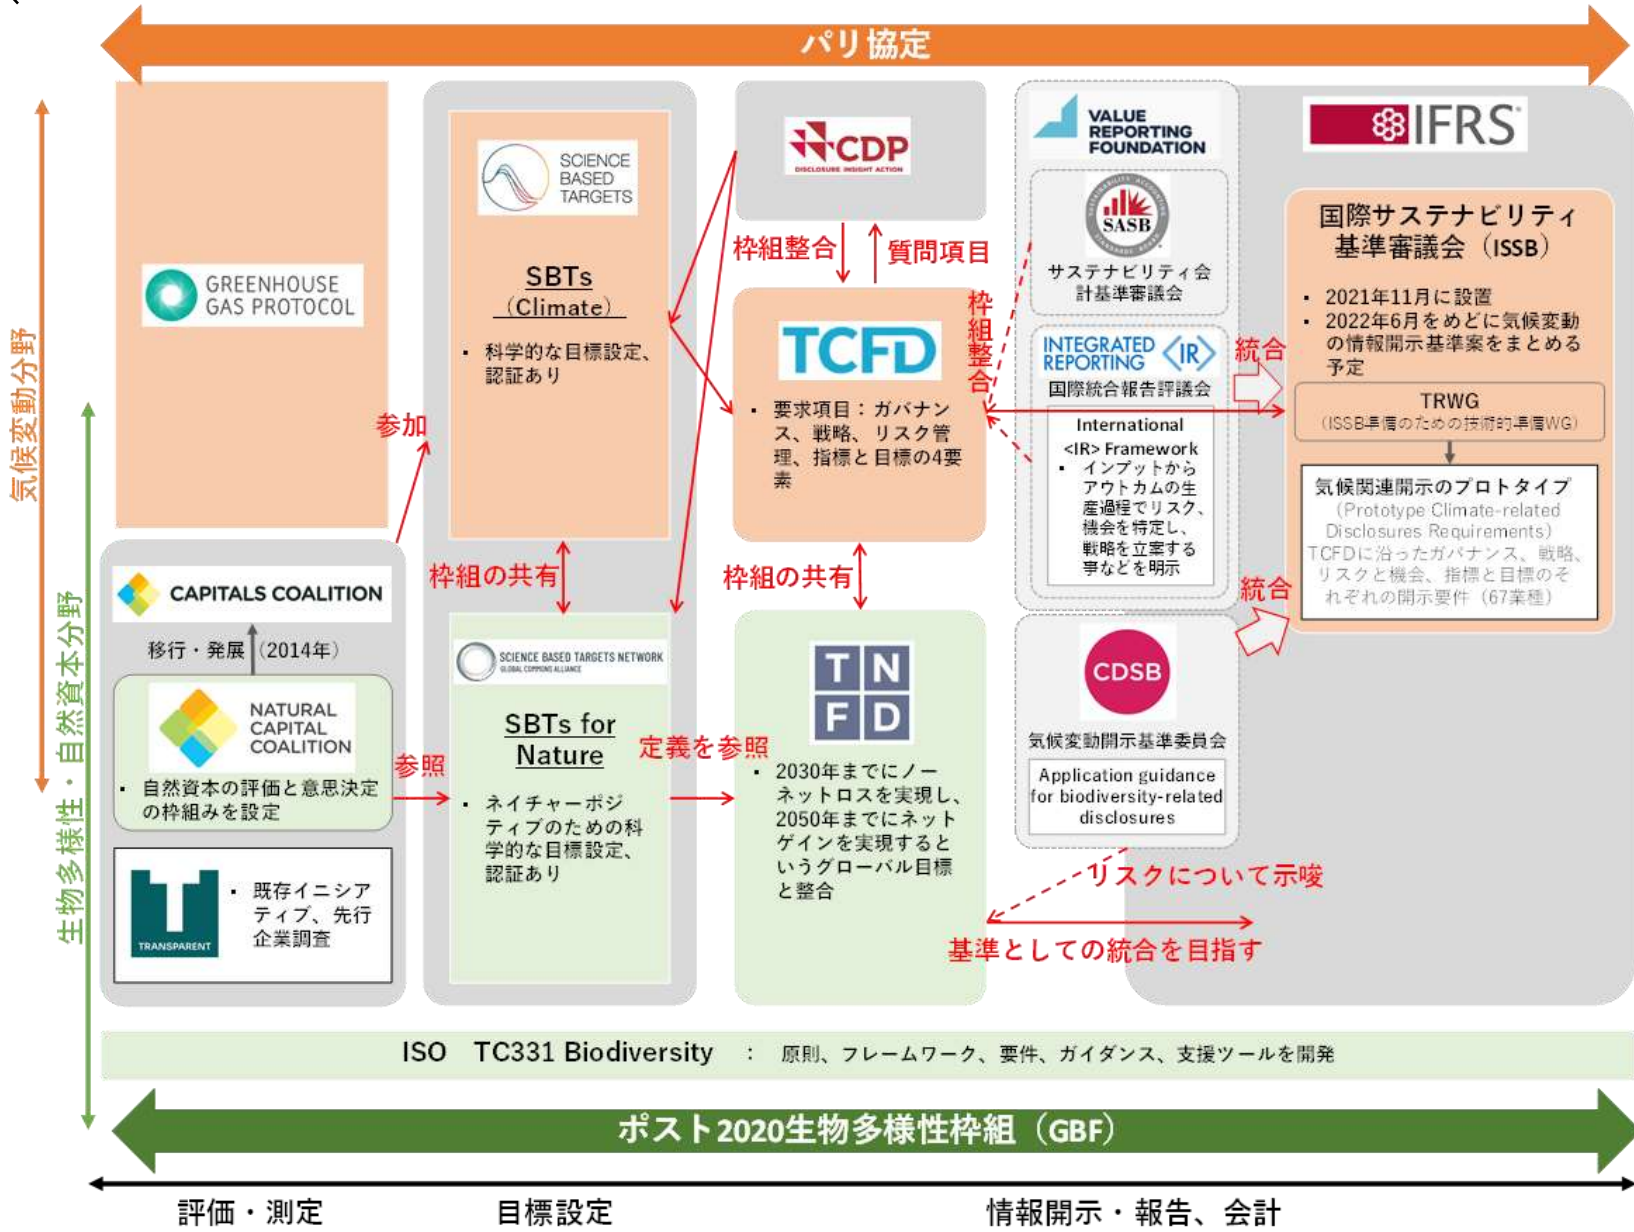 パリ協定
気候変動分野
生物多様性・自然資本分野
GREENHOUSE
GAS PROTOCOL
参加
CAPITALS COALITION
移行・発展 (2014年)
NATURAL
CAPITAL
COALITION
▪ 自然資本の評価と意思決定
の枠組みを設定
参照
TRANSPARENT
▪ 既存イニシア
ティブ、先行
企業調査
SCIENCE
BASED
TARGETS
SBTs
（Climate）
▪ 科学的な目標設定、
認証あり
枠組の共有
SCIENCE BASED TARGETS NETWORK
GLOBAL COMMONS ALLIANCE
SBTs for
Nature
▪ ネイチャーポジ
ティブのための科
学的な目標設定、
認証あり
定義を参照
CDP
DISCLOSURE INSIGHT ACTION
枠組整合
質問項目
TCFD
▪ 要求項目：ガバナン
ス、戦略、リスク管
理、指標と目標の4要
素
枠組整合
枠組の共有
TN
FD
▪ 2030年までにノー
ネットロスを実現し、
2050年までにネット
ゲインを実現すると
いうグローバル目標
と整合
VALUE
REPORTING
FOUNDATION
SASB
サステナビリティ会
計基準審議会
INTEGRATED
REPORTING <IR>
国際統合報告評議会
International
<IR> Framework
▪ インプットから
アウトカムの生
産過程でリスク、
機会を特定し、
戦略を立案する
事などを明示
統合
統合
CDSB
気候変動開示基準委員会
Application guidance
for biodiversity-related
disclosures
リスクについて示唆
基準としての統合を目指す
IFRS
国際サステナビリティ
基準審議会（ISSB）
▪ 2021年11月に設置
▪ 2022年6月をめどに気候変動
の情報開示基準案をまとめる
予定
TRWG
（ISSB準備のための技術的準備WG）
気候関連開示のプロトタイプ
（Prototype Climate-related
Disclosures Requirements）
TCFDに沿ったガバナンス、戦略、
リスクと機会、指標と目標のそ
れぞれの開示要件（67業種）
ISO TC331 Biodiversity ： 原則、フレームワーク、要件、ガイダンス、支援ツールを開発
ポスト2020生物多様性枠組（GBF）
評価・測定
目標設定
情報開示・報告、会計